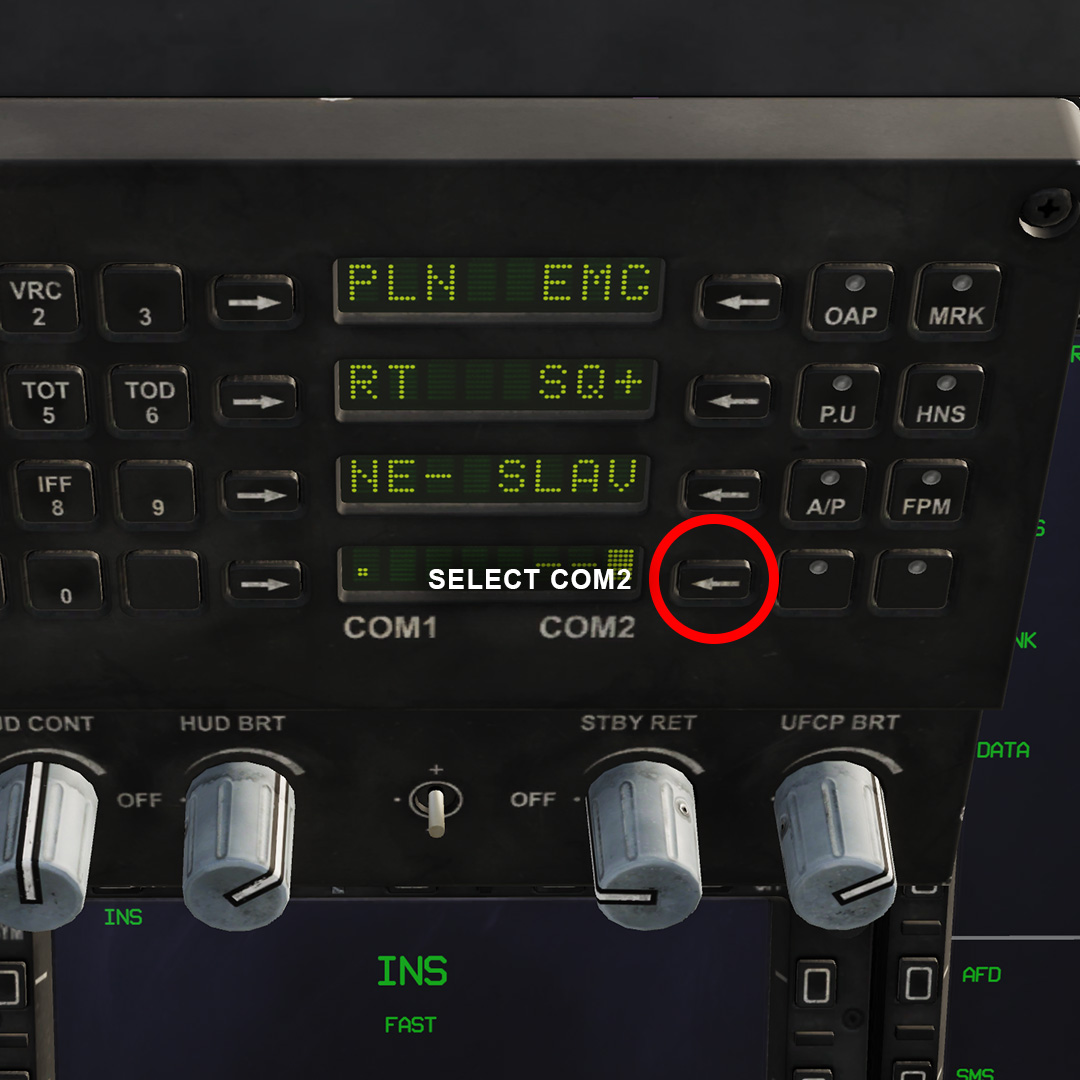 VRC
2
3
PLN EMG
OAP
MRK
TOT
5
TOD
6
RT SQ+
P.U
HNS
IFF
8
9
NE- SLAV
A/P
FPM
0
SELECT COM2
COM1 COM2
NK
HUD BRT
STBY RET
UFCP BRT
CONT
DATA
OFF
+
OFF
INS
INS
FAST
AFD
SMS